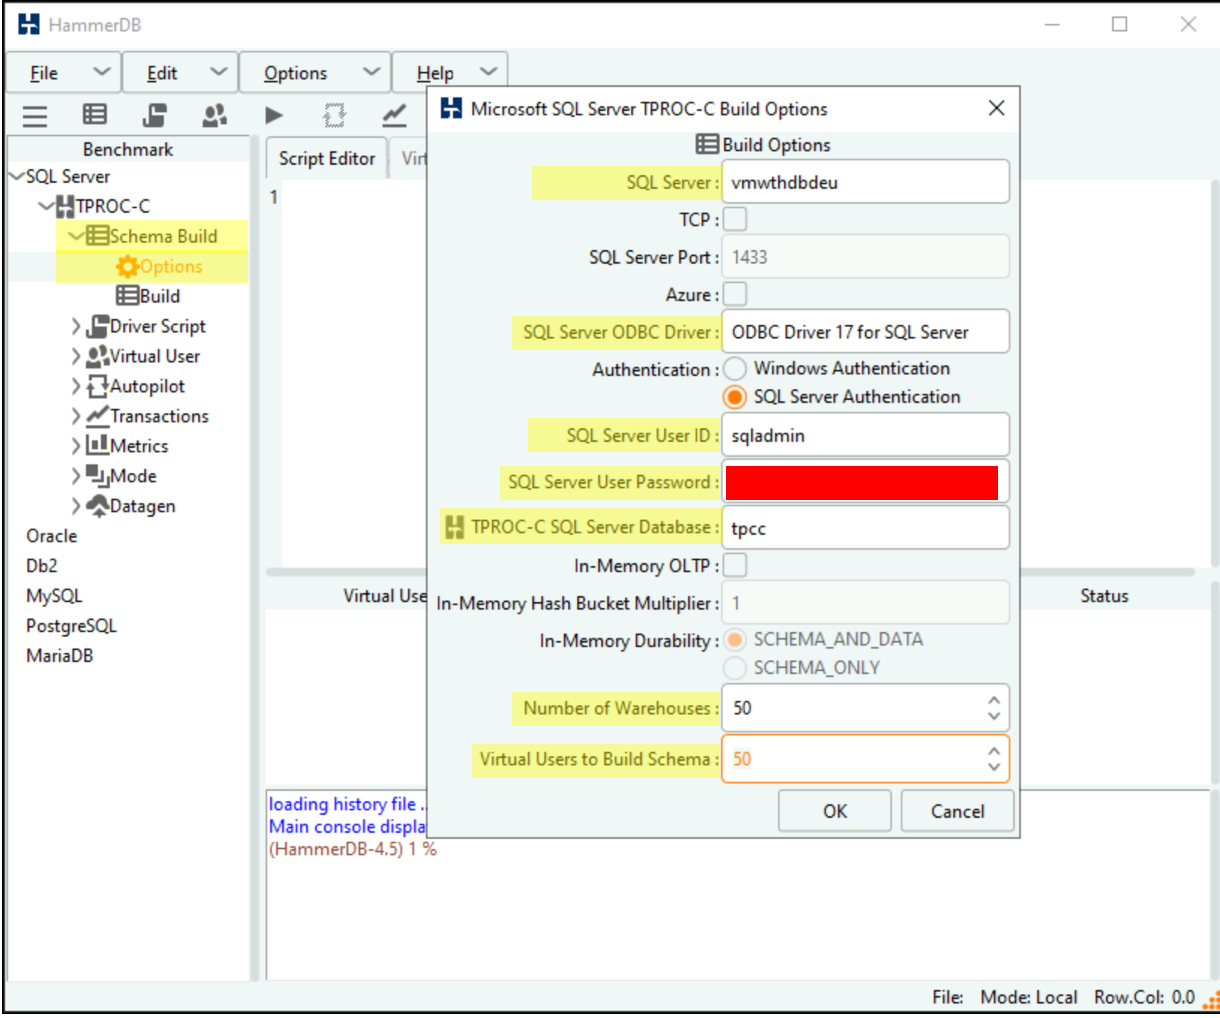 HammerDB
File Edit Options Help
Benchmark
SQL Server
TPROC-C
Schema Build
Options
Build
Driver Script
Virtual User
Autopilot
Transactions
Metrics
Mode
Datagen
Oracle
Db2
MySQL
PostgreSQL
MariaDB
Script Editor Virt
1
Virtual Use
Status
loading history file ..
Main console displa
(HammerDB-4.5) 1 %
Microsoft SQL Server TPROC-C Build Options
Build Options
SQL Server : vmwthdbdeu
TCP :
SQL Server Port : 1433
Azure :
SQL Server ODBC Driver : ODBC Driver 17 for SQL Server
Authentication : Windows Authentication
SQL Server Authentication
SQL Server User ID : sqladmin
SQL Server User Password :
TPROC-C SQL Server Database : tpcc
In-Memory OLTP :
In-Memory Hash Bucket Multiplier : 1
In-Memory Durability : SCHEMA_AND_DATA
SCHEMA_ONLY
Number of Warehouses : 50
Virtual Users to Build Schema : 50
OK Cancel
File: Mode: Local Row.Col: 0.0